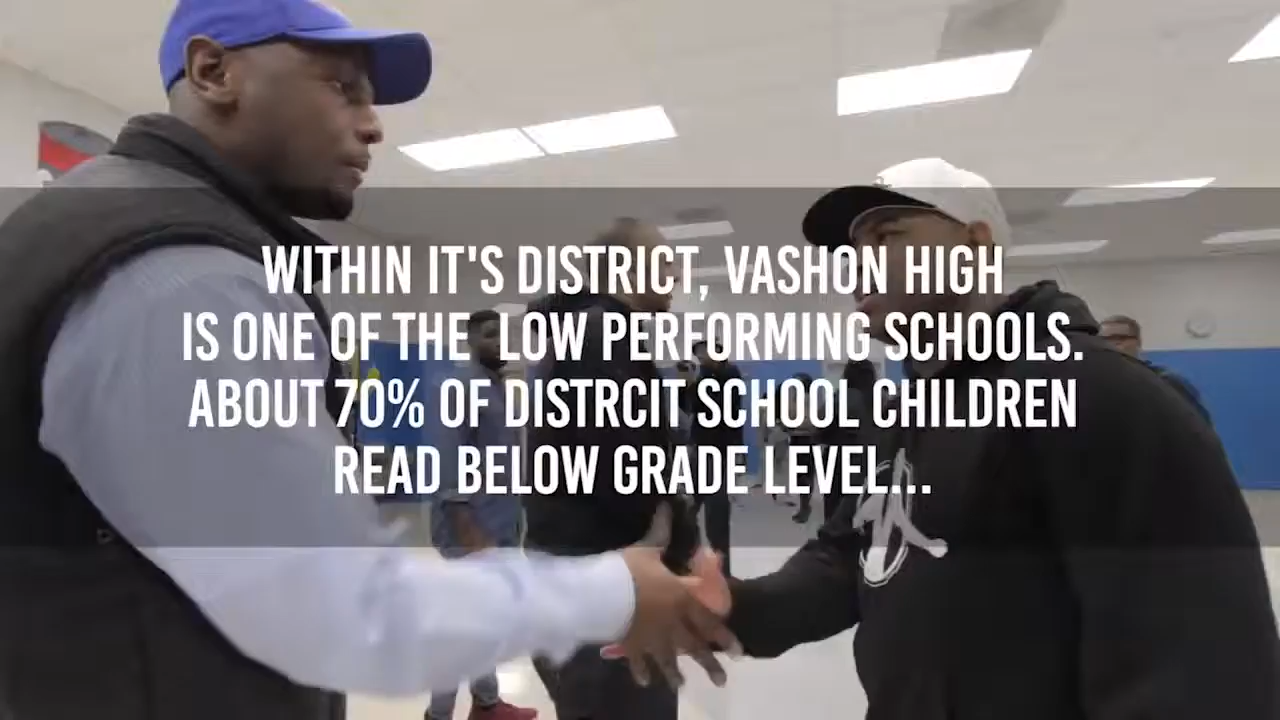 WITHIN IT'S DISTRICT, VASHON HIGH
IS ONE OF THE  LOW PERFORMING SCHOOLS.
ABOUT 70% OF DISTRCIT SCHOOL CHILDREN
READ BELOW GRADE LEVEL...